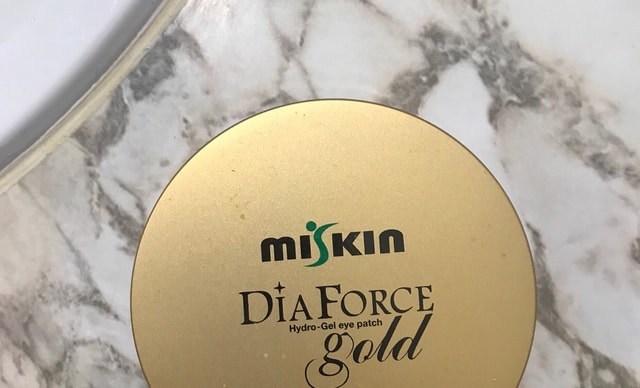 miskin
DIAFORCE
Hydro-Gel eye patch
gold